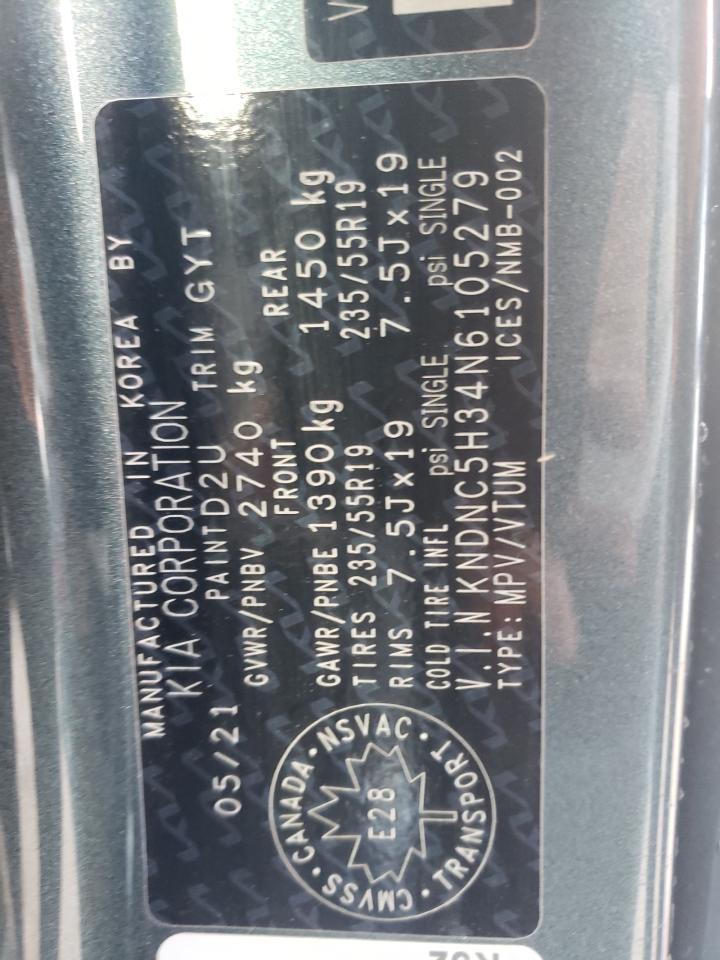 MANUFACTURED IN KOREA BY
KIA CORPORATION
05/21 PAINT D2U TRIM GYT
GVWR/PNBV 2740 kg
FRONT REAR
GAWR/PNBE 1390 kg 1450 kg
TIRES 235/55R19 235/55R19
RIMS 7.5J x 19 7.5J x 19
COLD TIRE INFL psi SINGLE psi SINGLE
V.I.N KNDNC5H34N6105279
TYPE: MPV/VTUM ICES/NMB-002
CANADA • NSVAC • TRANSPORT • CMVSS •
E28
V